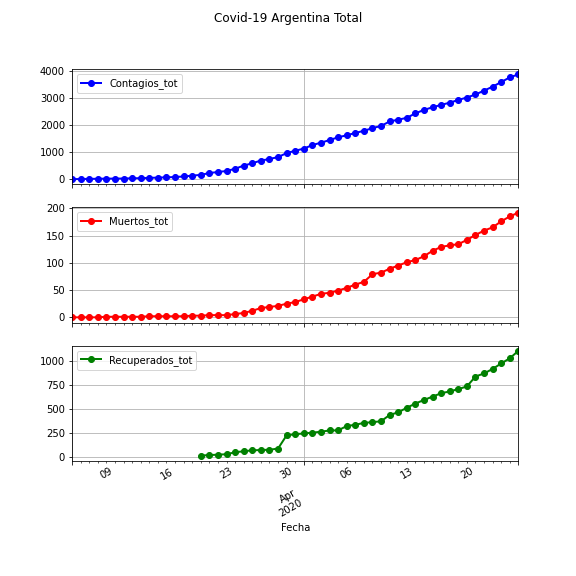 Covid-19 Argentina Total
4000
3000
2000
1000
0
Contagios_tot
200
150
100
50
0
Muertos_tot
1000
750
500
250
0
Recuperados_tot
09 16 23 30 06 13 20
Apr
2020
Fecha